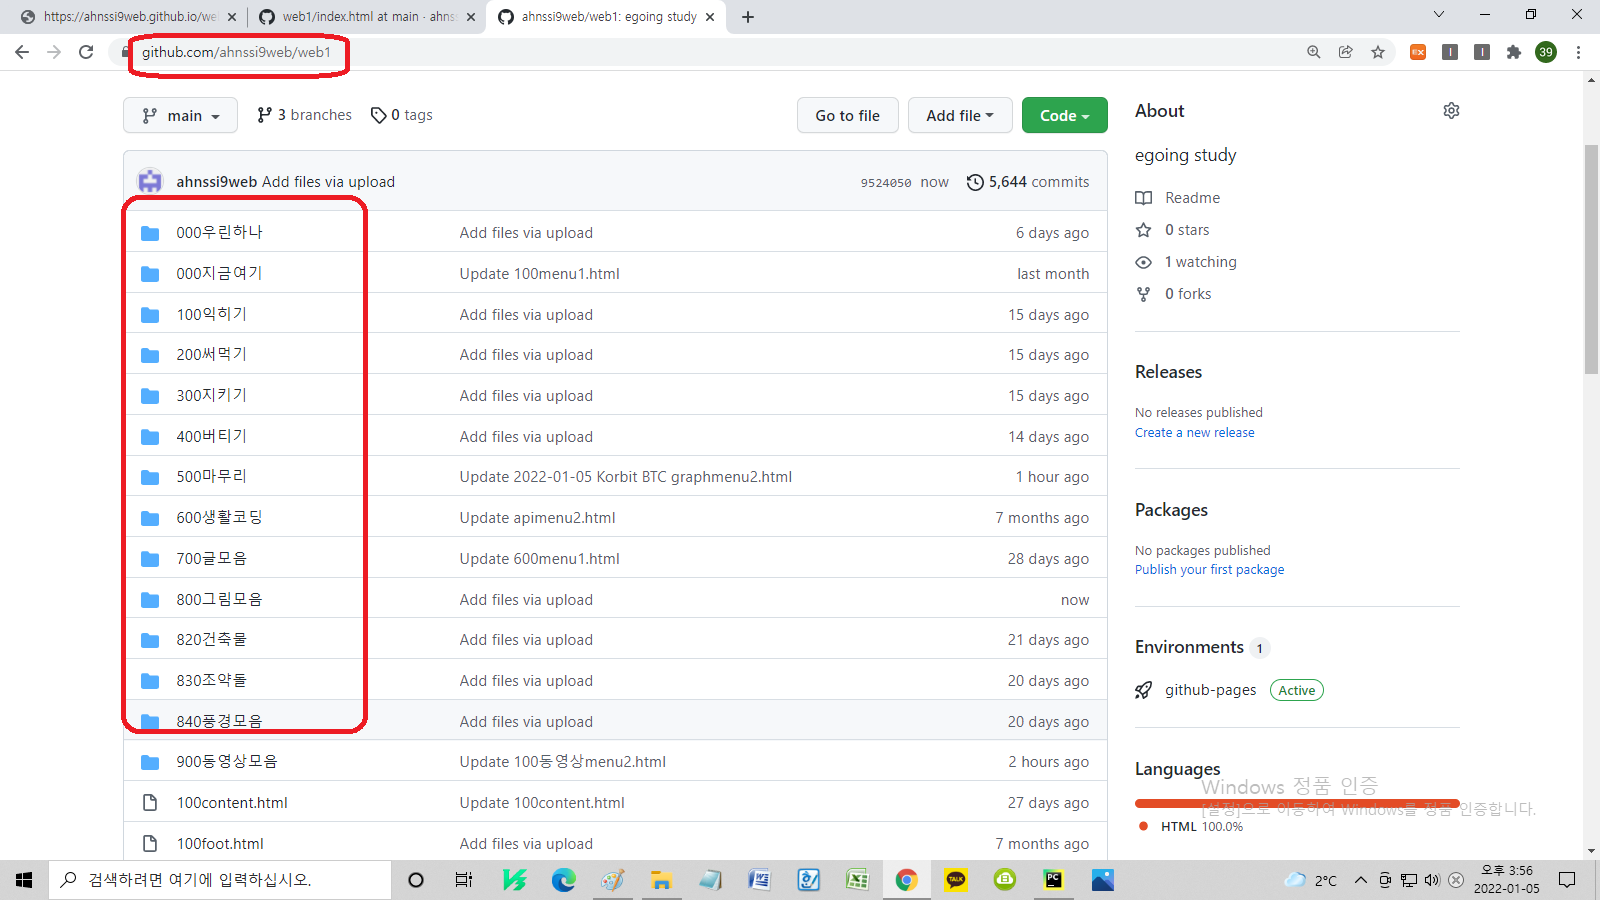 https://ahnssi9web.github.io/we
web1/index.html at main · ahnss
ahnssi9web/web1: egoing study
github.com/ahnssi9web/web1
EX
39
main
3 branches
0 tags
Go to file
Add file
Code
ahnssi9web Add files via upload
9524050 now
5,644 commits
000우린하나 Add files via upload 6 days ago
000지금여기 Update 100menu1.html last month
100익히기 Add files via upload 15 days ago
200써먹기 Add files via upload 15 days ago
300지키기 Add files via upload 15 days ago
400버티기 Add files via upload 14 days ago
500마무리 Update 2022-01-05 Korbit BTC graphmenu2.html 1 hour ago
600생활코딩 Update apimenu2.html 7 months ago
700글모음 Update 600menu1.html 28 days ago
800그림모음 Add files via upload now
820건축물 Add files via upload 21 days ago
830조약돌 Add files via upload 20 days ago
840풍경모음 Add files via upload 20 days ago
900동영상모음 Update 100동영상menu2.html 2 hours ago
100content.html Update 100content.html 27 days ago
100foot.html Add files via upload 7 months ago
About
egoing study
Readme
0 stars
1 watching
0 forks
Releases
No releases published
Create a new release
Packages
No packages published
Publish your first package
Environments 1
github-pages Active
Languages
Windows 정품 인증
[설정]으로 이동하여 Windows를 정품 인증합니다.
HTML 100.0%
검색하려면 여기에 입력하십시오.
TALK
PC
2°C
오후 3:56
2022-01-05